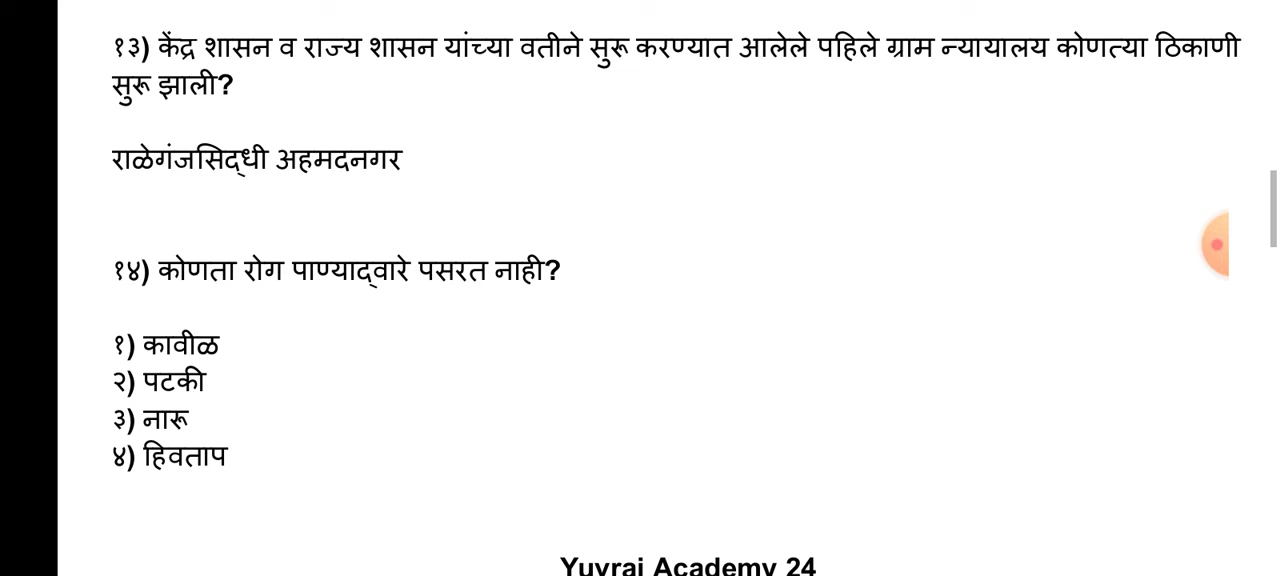 १३) केंद्र शासन व राज्य शासन यांच्या वतीने सुरू करण्यात आलेले पहिले ग्राम न्यायालय कोणत्या ठिकाणी
सुरू झाली?
राळेगंजसिद्धी अहमदनगर
१४) कोणता रोग पाण्याद्वारे पसरत नाही?
१) कावीळ
२) पटकी
३) नारू
४) हिवताप
Yuvraj Academy 24